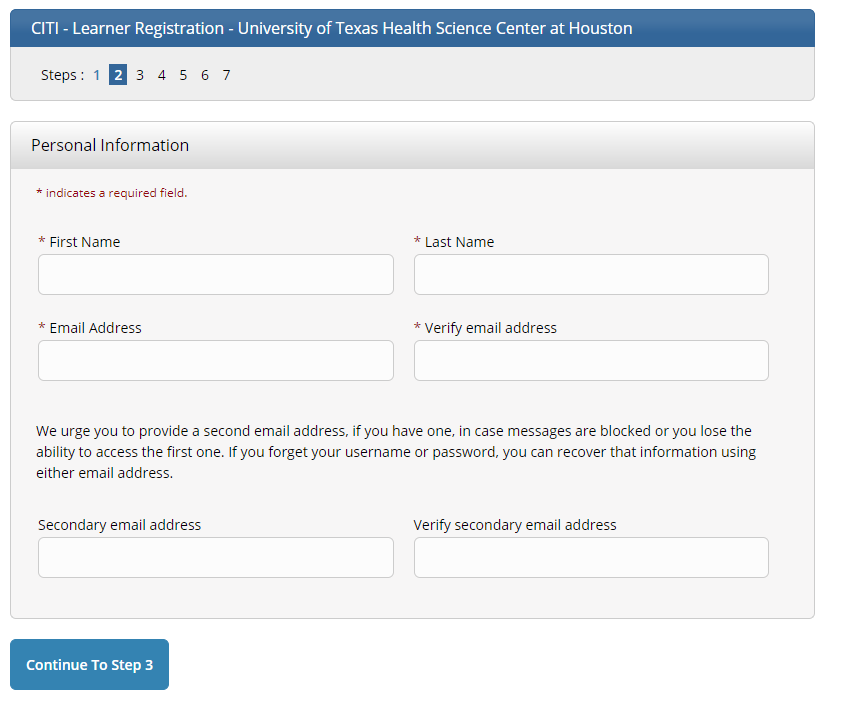 CITI - Learner Registration - University of Texas Health Science Center at Houston
Steps : 1 2 3 4 5 6 7
Personal Information
* indicates a required field.
* First Name * Last Name
* Email Address * Verify email address
We urge you to provide a second email address, if you have one, in case messages are blocked or you lose the
ability to access the first one. If you forget your username or password, you can recover that information using
either email address.
Secondary email address Verify secondary email address
Continue To Step 3